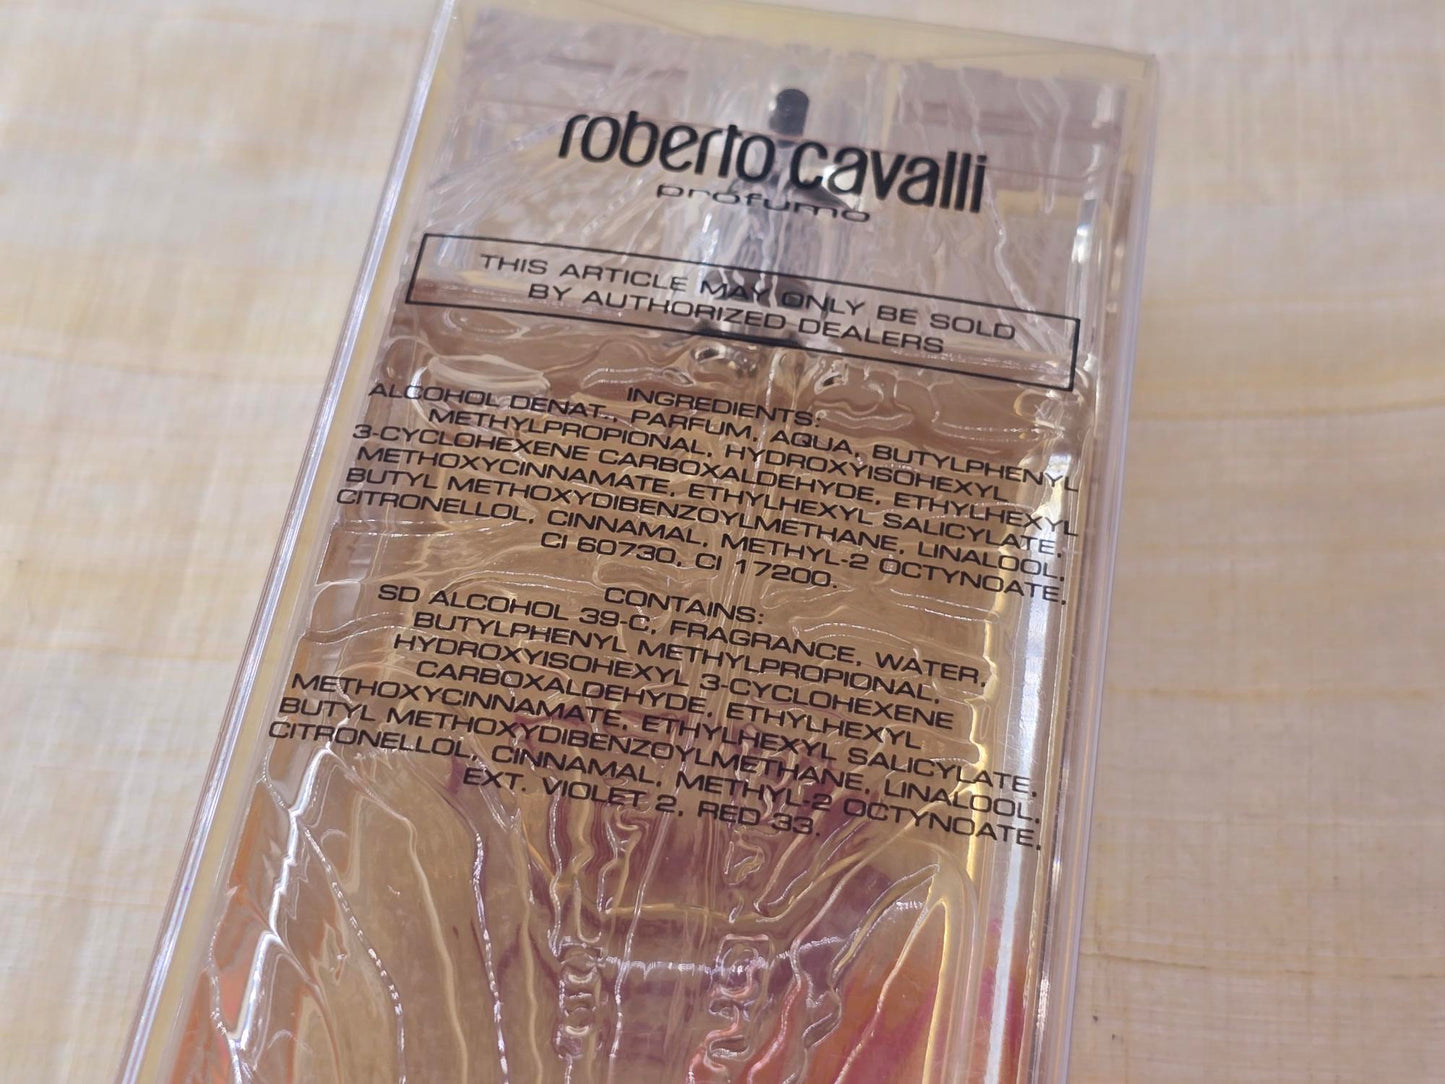 roberto cavalli
profumo
THIS ARTICLE MAY ONLY BE SOLD
BY AUTHORIZED DEALERS
INGREDIENTS:
ALCOHOL DENAT., PARFUM, AQUA, BUTYLPHENYL
METHYLPROPIONAL, HYDROXYISOHEXYL
3-CYCLOHEXENE CARBOXALDEHYDE, ETHYLHEXYL
METHOXYCINNAMATE, ETHYLHEXYL SALICYLATE,
BUTYL METHOXYDIBENZOYLMETHANE, LINALOOL,
CITRONELLOL, CINNAMAL, METHYL-2 OCTYNOATE,
CI 60730, CI 17200.
CONTAINS:
SD ALCOHOL 39-C, FRAGRANCE, WATER,
BUTYLPHENYL METHYLPROPIONAL,
HYDROXYISOHEXYL 3-CYCLOHEXENE
CARBOXALDEHYDE, ETHYLHEXYL
METHOXYCINNAMATE, ETHYLHEXYL SALICYLATE,
BUTYL METHOXYDIBENZOYLMETHANE, LINALOOL,
CITRONELLOL, CINNAMAL, METHYL-2 OCTYNOATE,
EXT. VIOLET 2, RED 33.